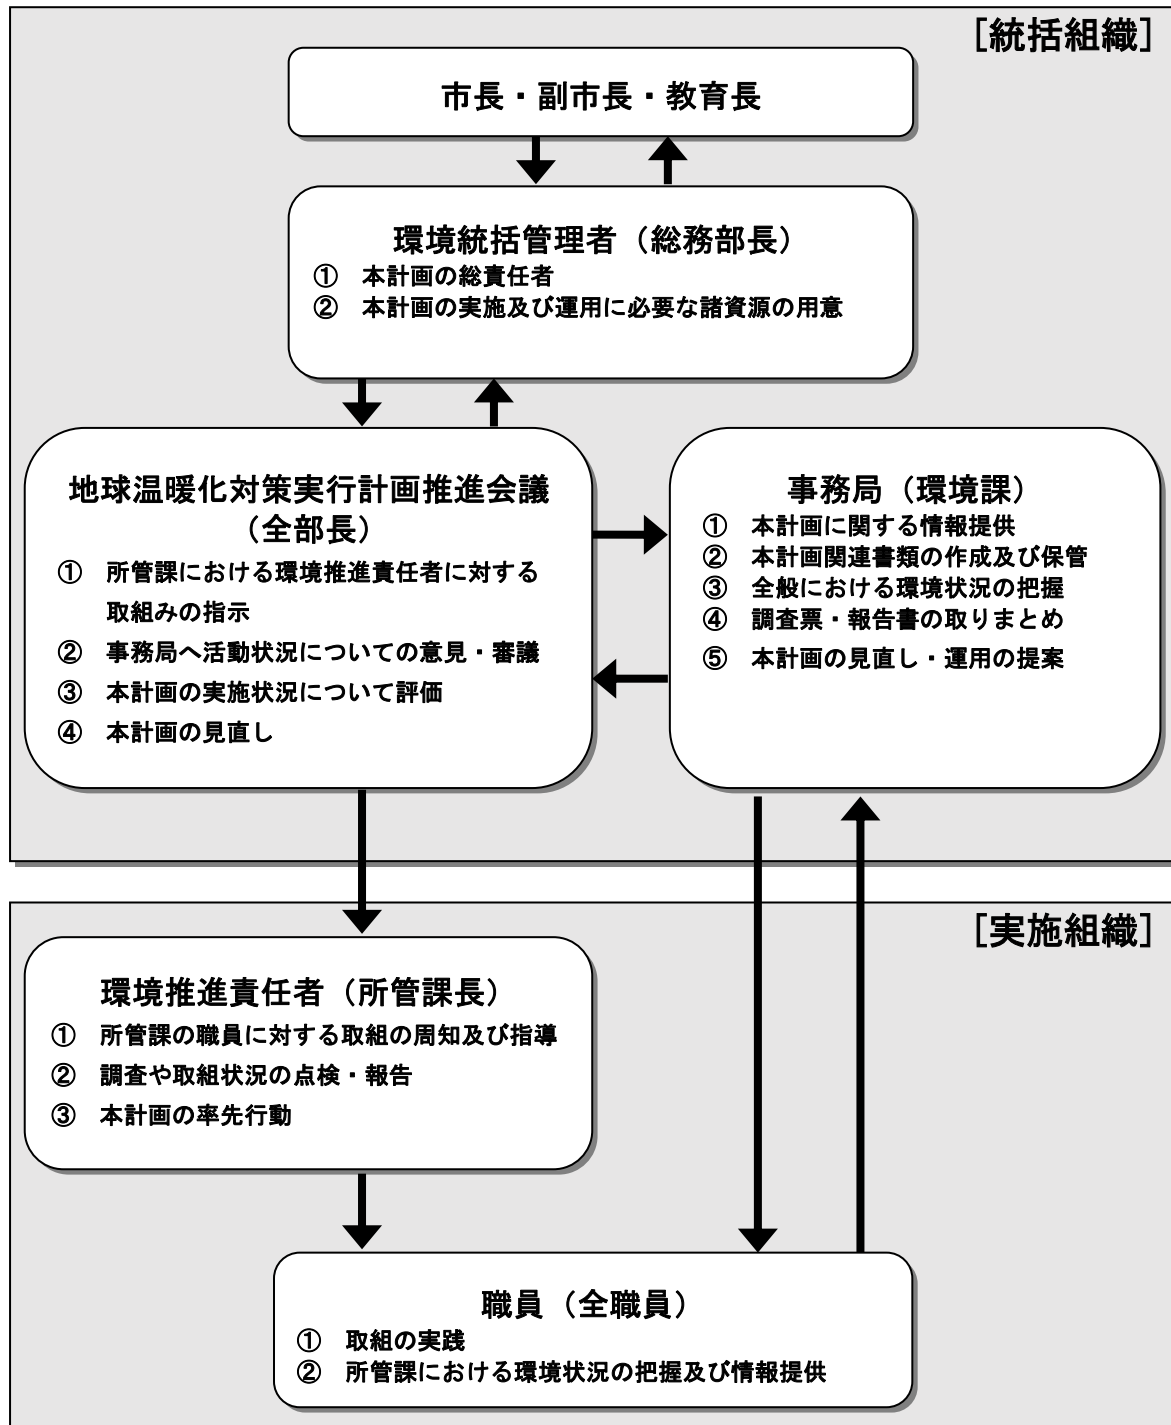 ［統括組織］
市長・副市長・教育長
環境統括管理者（総務部長）
① 本計画の総責任者
② 本計画の実施及び運用に必要な諸資源の用意
地球温暖化対策実行計画推進会議
（全部長）
① 所管課における環境推進責任者に対する
取組みの指示
② 事務局へ活動状況についての意見・審議
③ 本計画の実施状況について評価
④ 本計画の見直し
事務局（環境課）
① 本計画に関する情報提供
② 本計画関連書類の作成及び保管
③ 全般における環境状況の把握
④ 調査票・報告書の取りまとめ
⑤ 本計画の見直し・運用の提案
［実施組織］
環境推進責任者（所管課長）
① 所管課の職員に対する取組の周知及び指導
② 調査や取組状況の点検・報告
③ 本計画の率先行動
職員（全職員）
① 取組の実践
② 所管課における環境状況の把握及び情報提供